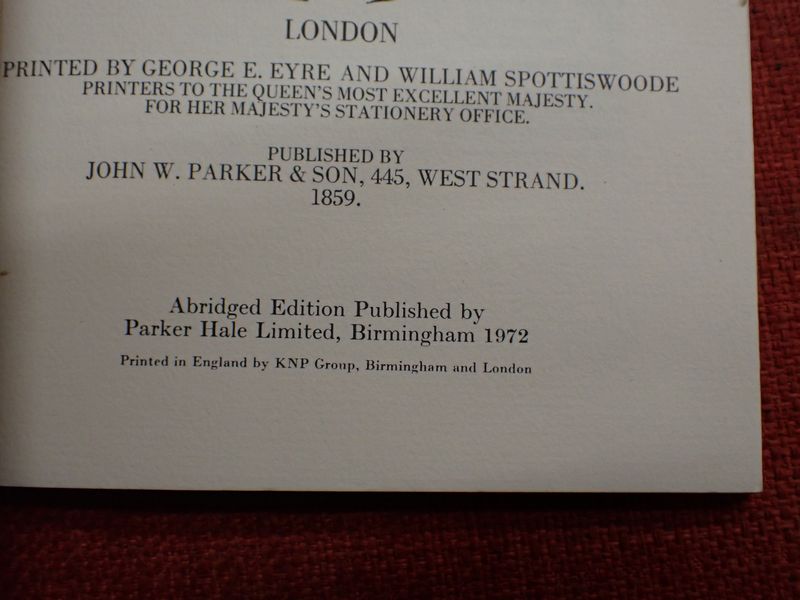 LONDON
PRINTED BY GEORGE E. EYRE AND WILLIAM SPOTTISWOODE
PRINTERS TO THE QUEEN'S MOST EXCELLENT MAJESTY.
FOR HER MAJESTY'S STATIONERY OFFICE.
PUBLISHED BY
JOHN W. PARKER & SON, 445, WEST STRAND.
1859.
Abridged Edition Published by
Parker Hale Limited, Birmingham 1972
Printed in England by KNP Group, Birmingham and London